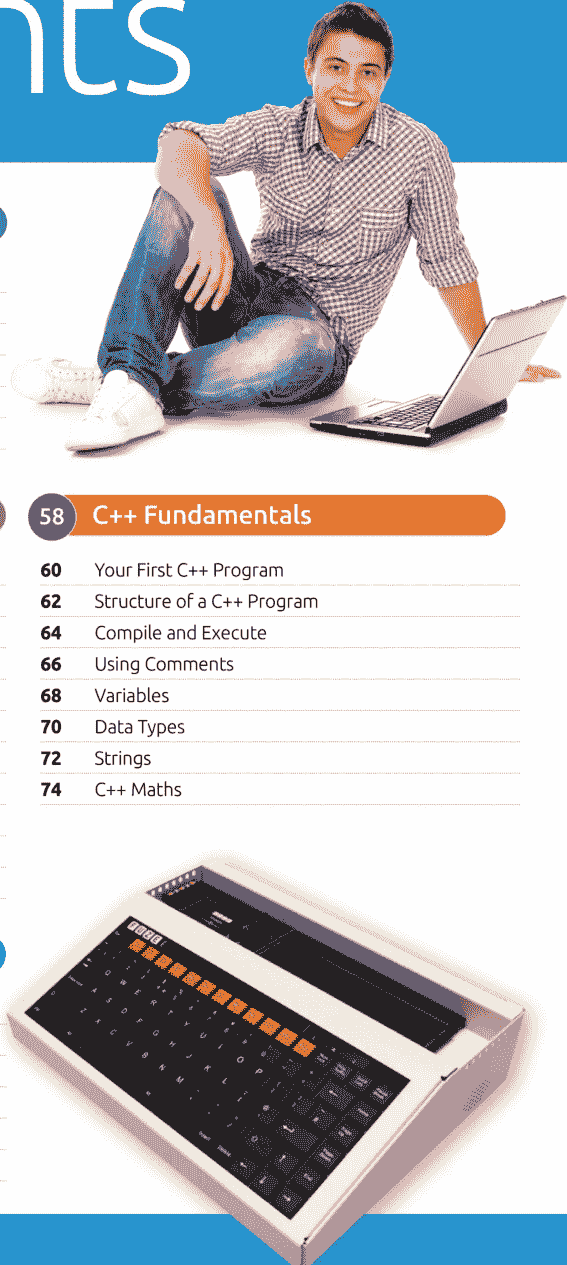 nts
58 C++ Fundamentals
60 Your First C++ Program
62 Structure of a C++ Program
64 Compile and Execute
66 Using Comments
68 Variables
70 Data Types
72 Strings
74 C++ Maths
FUZE
Q W E R T Y U I O P
A S D F G H J K L
Z X C V B N M